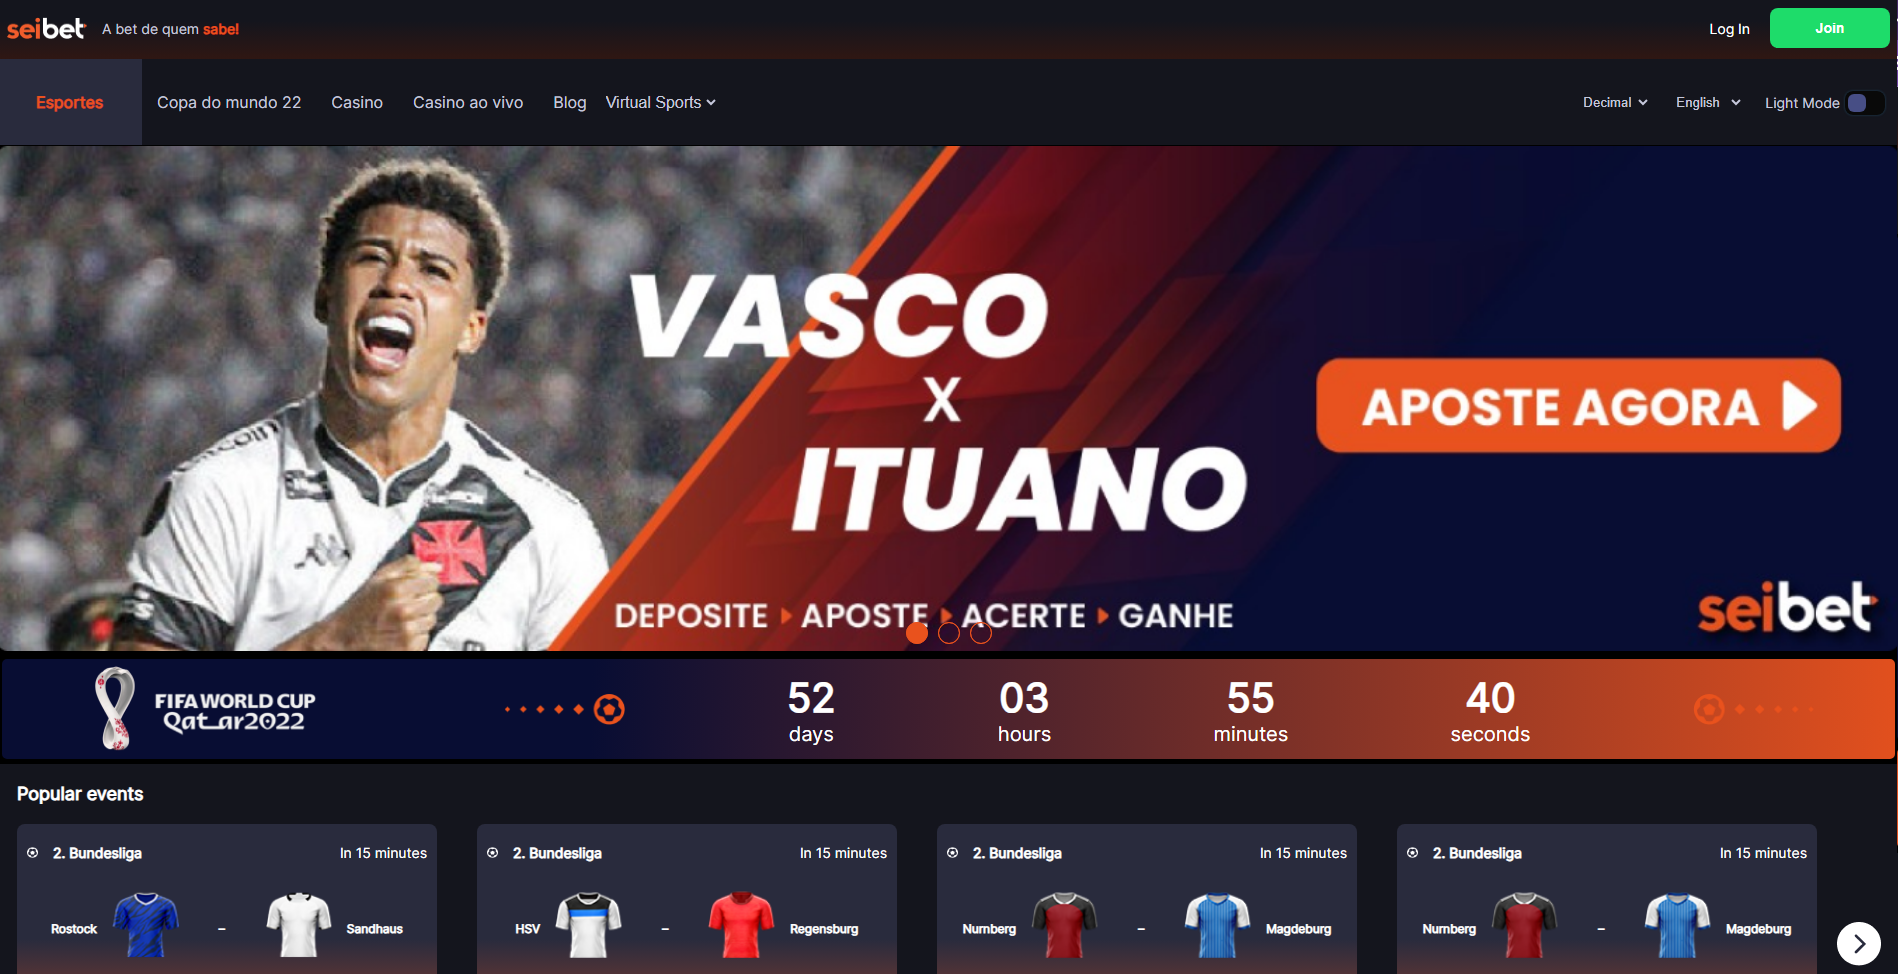 seibet A bet de quem sabe! Log In Join
Esportes Copa do mundo 22 Casino Casino ao vivo Blog Virtual Sports Decimal English Light Mode
VASCO
X
ITUANO
APOSTE AGORA
DEPOSITE APOSTE ACERTE GANHE
seibet
FIFA WORLD CUP
Qatar2022
52 03 55 40
days hours minutes seconds
Popular events
2. Bundesliga In 15 minutes 2. Bundesliga In 15 minutes 2. Bundesliga In 15 minutes 2. Bundesliga In 15 minutes
Rostock – Sandhaus HSV – Regensburg Nurnberg – Magdeburg Nurnberg – Magdeburg